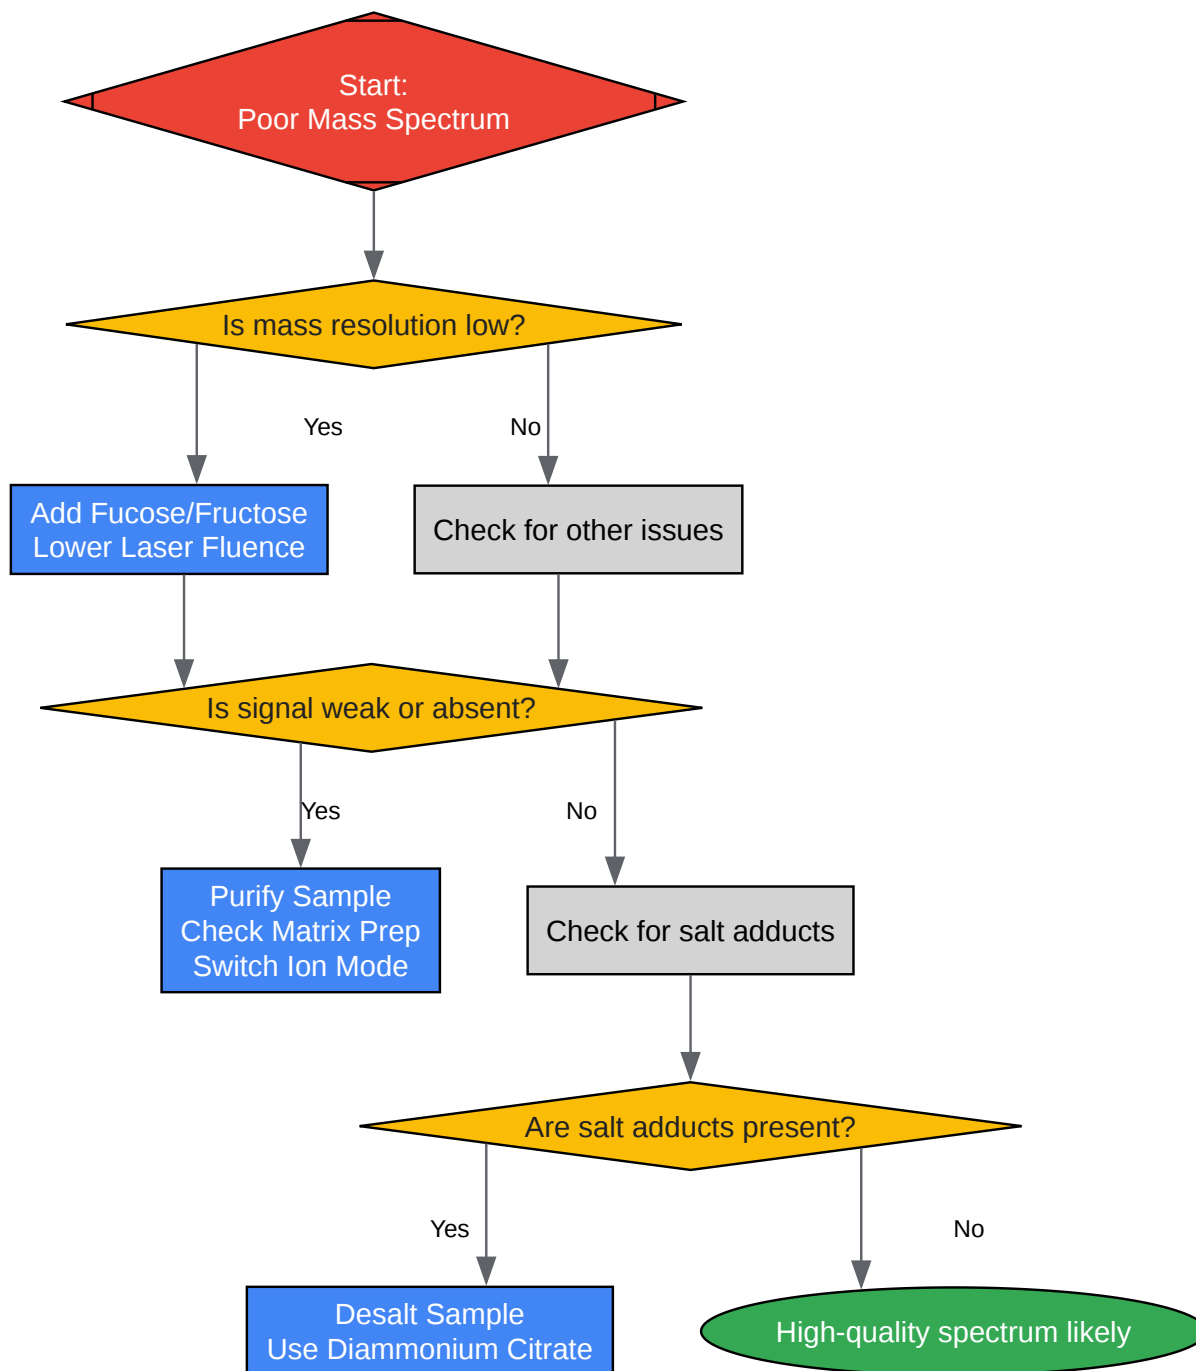 Start:
Poor Mass Spectrum
Is mass resolution low?
Yes
No
Add Fucose/Fructose
Lower Laser Fluence
Check for other issues
Is signal weak or absent?
Yes
No
Purify Sample
Check Matrix Prep
Switch Ion Mode
Check for salt adducts
Are salt adducts present?
Yes
No
Desalt Sample
Use Diammonium Citrate
High-quality spectrum likely